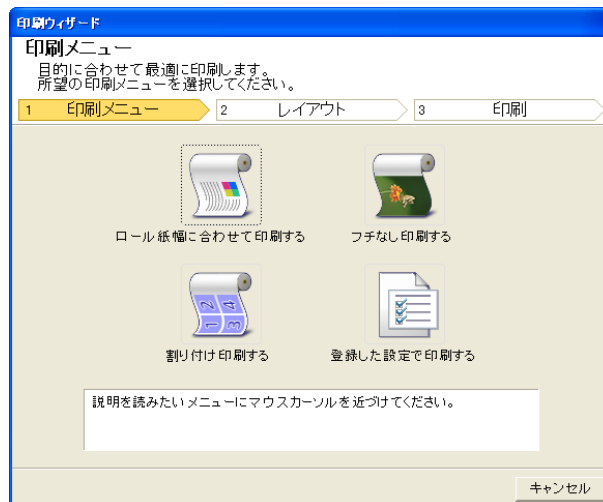 印刷ウィザード
印刷メニュー
目的に合わせて最適に印刷します。
所望の印刷メニューを選択してください。
1 印刷メニュー 2 レイアウト 3 印刷
ロール紙幅に合わせて印刷する フチなし印刷する
1 2 3 4
割り付け印刷する 登録した設定で印刷する
説明を読みたいメニューにマウスカーソルを近づけてください。
キャンセル